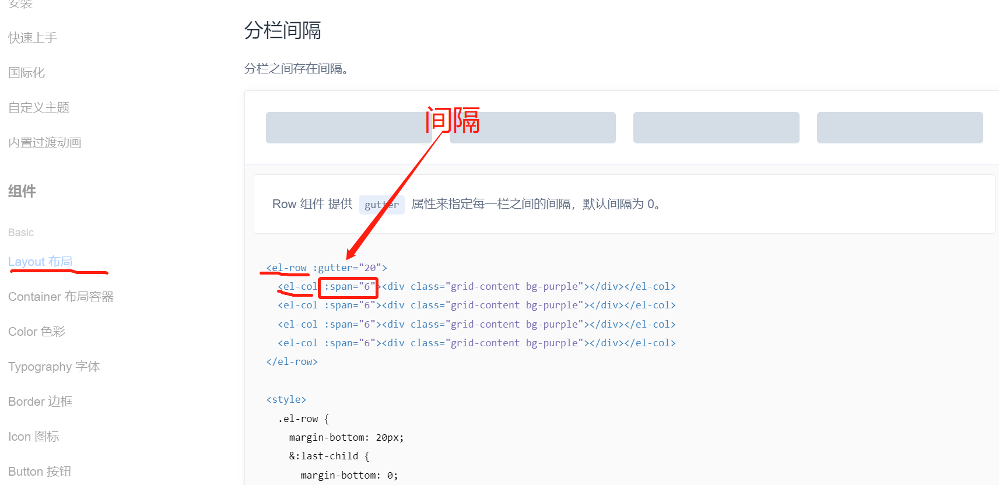 安装
快速上手
国际化
自定义主题
内置过渡动画
组件
Basic
Layout 布局
Container 布局容器
Color 色彩
Typography 字体
Border 边框
Icon 图标
Button 按钮
分栏间隔
分栏之间存在间隔。
间隔
Row 组件 提供 gutter 属性来指定每一栏之间的间隔，默认间隔为 0。
<el-row :gutter="20">
  <el-col :span="6"><div class="grid-content bg-purple"></div></el-col>
  <el-col :span="6"><div class="grid-content bg-purple"></div></el-col>
  <el-col :span="6"><div class="grid-content bg-purple"></div></el-col>
  <el-col :span="6"><div class="grid-content bg-purple"></div></el-col>
</el-row>
<style>
  .el-row {
    margin-bottom: 20px;
    &:last-child {
      margin-bottom: 0;